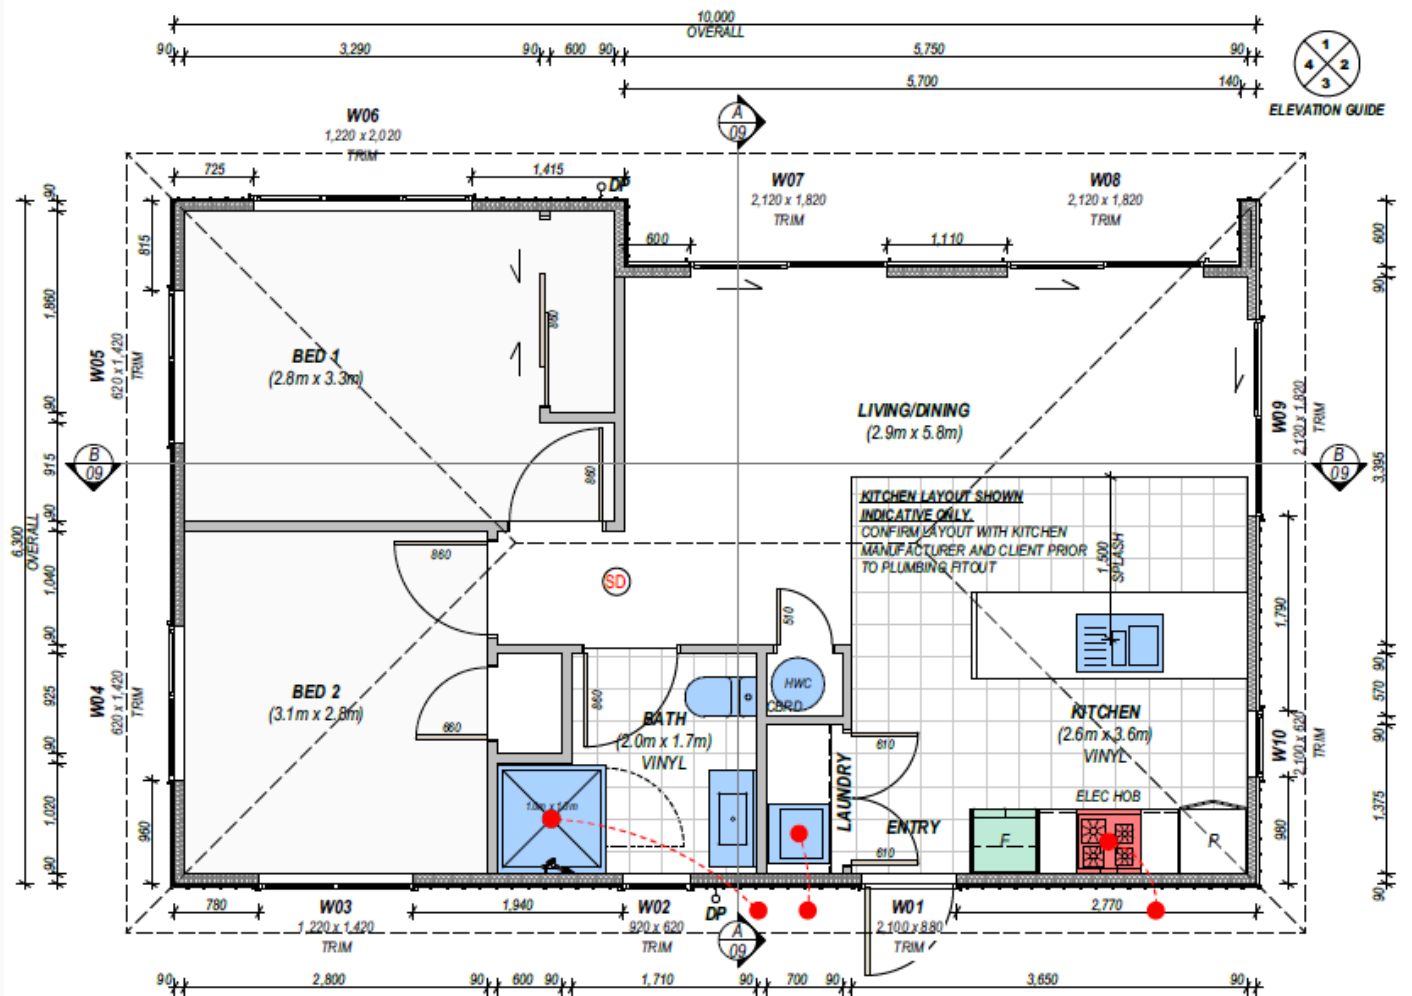 10,000
OVERALL
90 3,290 90 600 90 5,750 90
5,700 140
1
4 2
3
ELEVATION GUIDE
W06
1,220 x 2,020
TRIM
A
09
725 1,415
DP
W07
2,120 x 1,820
TRIM
W08
2,120 x 1,820
TRIM
600 1,110
6,300
OVERALL
90
1,860
90
915
90
1,040
90
925
90
1,020
90
815
960
W05
620 x 1,420
TRIM
W04
620 x 1,420
TRIM
B
09
BED 1
(2.8m x 3.3m)
860
860
LIVING/DINING
(2.9m x 5.8m)
KITCHEN LAYOUT SHOWN
INDICATIVE ONLY.
CONFIRM LAYOUT WITH KITCHEN
MANUFACTURER AND CLIENT PRIOR
TO PLUMBING FITOUT
1,500
SPLASH
W09
2,120 x 1,820
TRIM
B
09
600
90
3,395
90
570
90
1,375
90
1,790
980
W10
2,100 x 620
TRIM
860
SD
510
BED 2
(3.1m x 2.8m)
660
860
BATH
(2.0m x 1.7m)
VINYL
HWC
CBRD
KITCHEN
(2.6m x 3.6m)
VINYL
610
LAUNDRY
ENTRY
610
ELEC HOB
F
P
780 1,940 2,770
W03
1,220 x 1,420
TRIM
W02
920 x 620
TRIM
DP
A
09
W01
2,100 x 880
TRIM
90 2,800 90 600 90 1,710 90 700 90 3,650 90